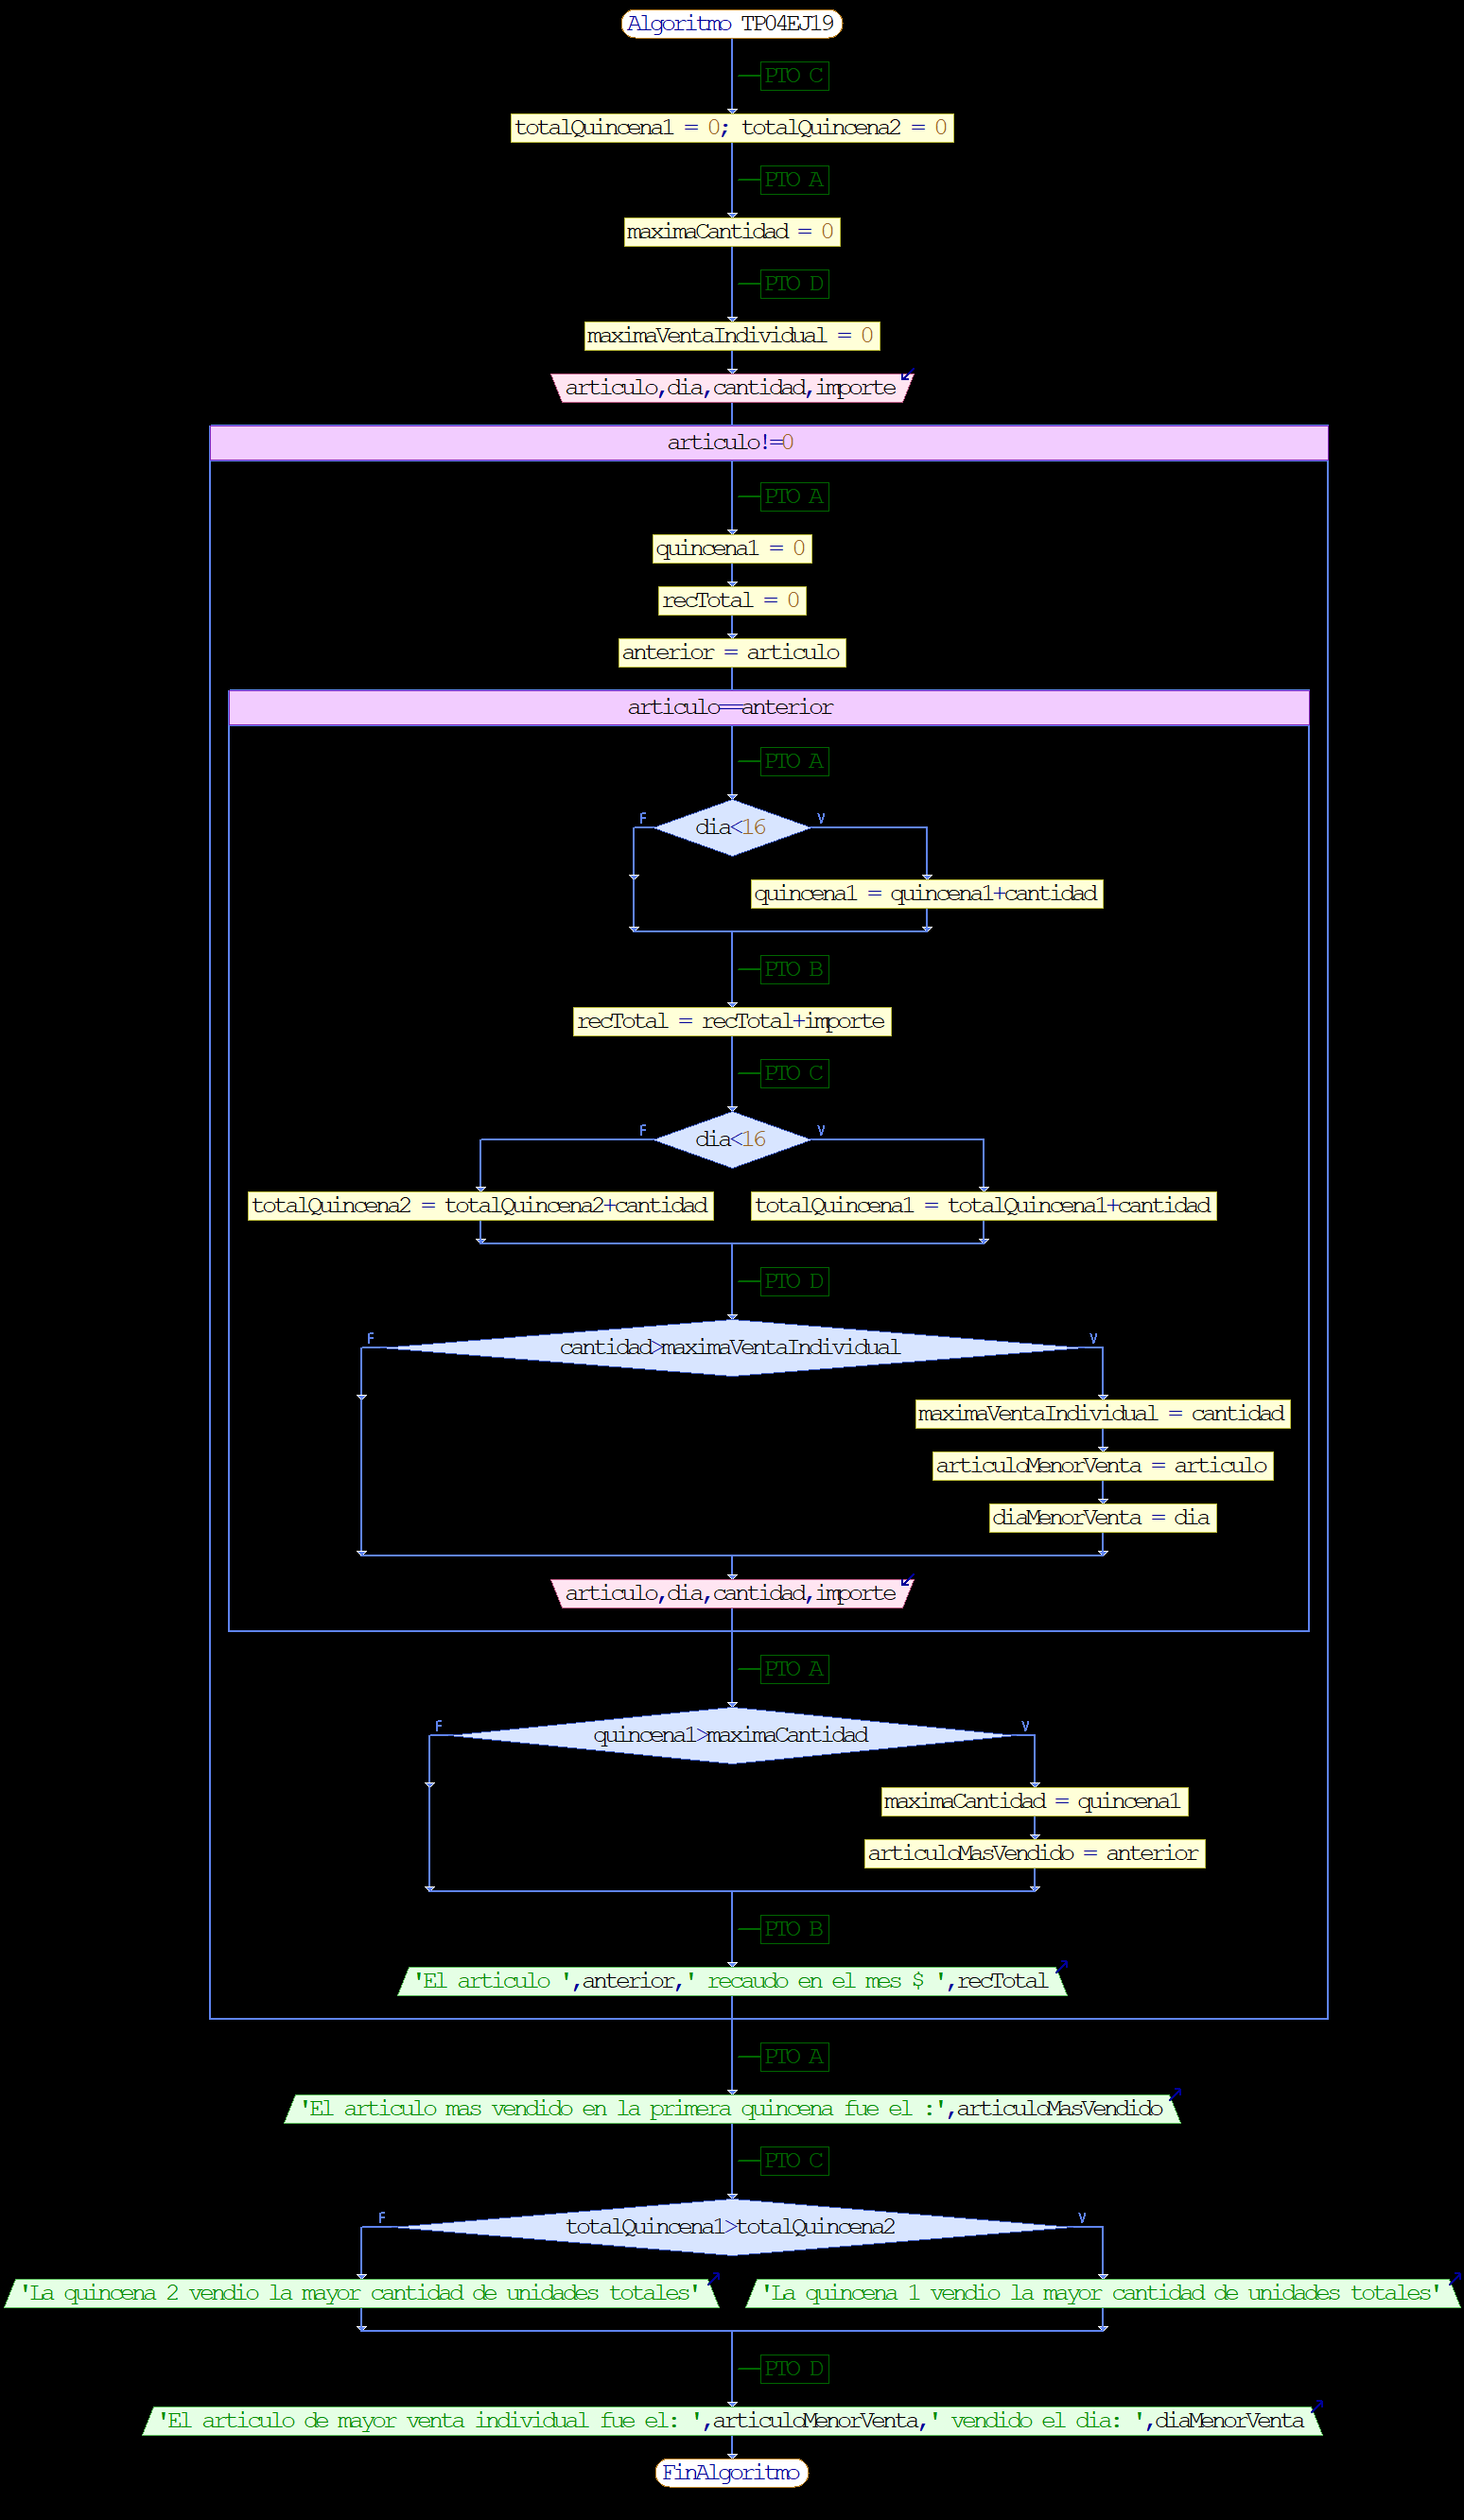 Algoritmo TP04EJ19
PTO C
totalQuincena1 = 0; totalQuincena2 = 0
PTO A
maximaCantidad = 0
PTO D
maximaVentaIndividual = 0
articulo,dia,cantidad,importe
articulo!=0
PTO A
quincena1 = 0
recTotal = 0
anterior = articulo
articulo==anterior
PTO A
F V
dia<16
quincena1 = quincena1+cantidad
PTO B
recTotal = recTotal+importe
PTO C
F V
dia<16
totalQuincena2 = totalQuincena2+cantidad
totalQuincena1 = totalQuincena1+cantidad
PTO D
F V
cantidad>maximaVentaIndividual
maximaVentaIndividual = cantidad
articuloMenorVenta = articulo
diaMenorVenta = dia
articulo,dia,cantidad,importe
PTO A
F V
quincena1>maximaCantidad
maximaCantidad = quincena1
articuloMasVendido = anterior
PTO B
'El articulo ',anterior,' recaudo en el mes $ ',recTotal
PTO A
'El articulo mas vendido en la primera quincena fue el :',articuloMasVendido
PTO C
F V
totalQuincena1>totalQuincena2
'La quincena 2 vendio la mayor cantidad de unidades totales'
'La quincena 1 vendio la mayor cantidad de unidades totales'
PTO D
'El articulo de mayor venta individual fue el: ',articuloMenorVenta,' vendido el dia: ',diaMenorVenta
FinAlgoritmo